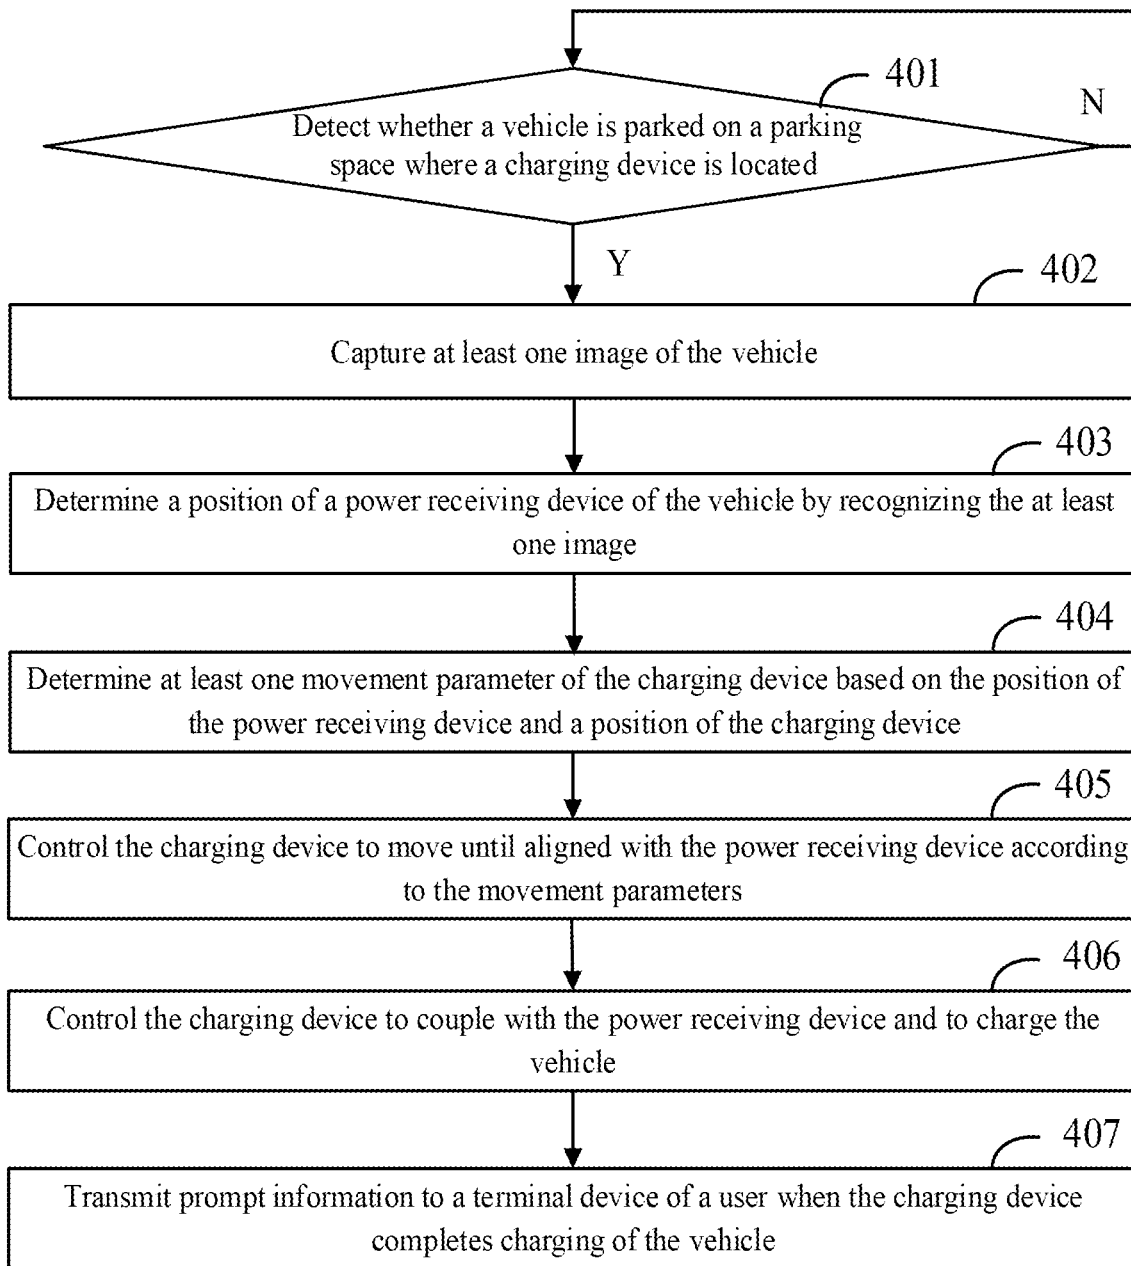 401
N
Detect whether a vehicle is parked on a parking
space where a charging device is located
Y
402
Capture at least one image of the vehicle
403
Determine a position of a power receiving device of the vehicle by recognizing the at least
one image
404
Determine at least one movement parameter of the charging device based on the position of
the power receiving device and a position of the charging device
405
Control the charging device to move until aligned with the power receiving device according
to the movement parameters
406
Control the charging device to couple with the power receiving device and to charge the
vehicle
407
Transmit prompt information to a terminal device of a user when the charging device
completes charging of the vehicle